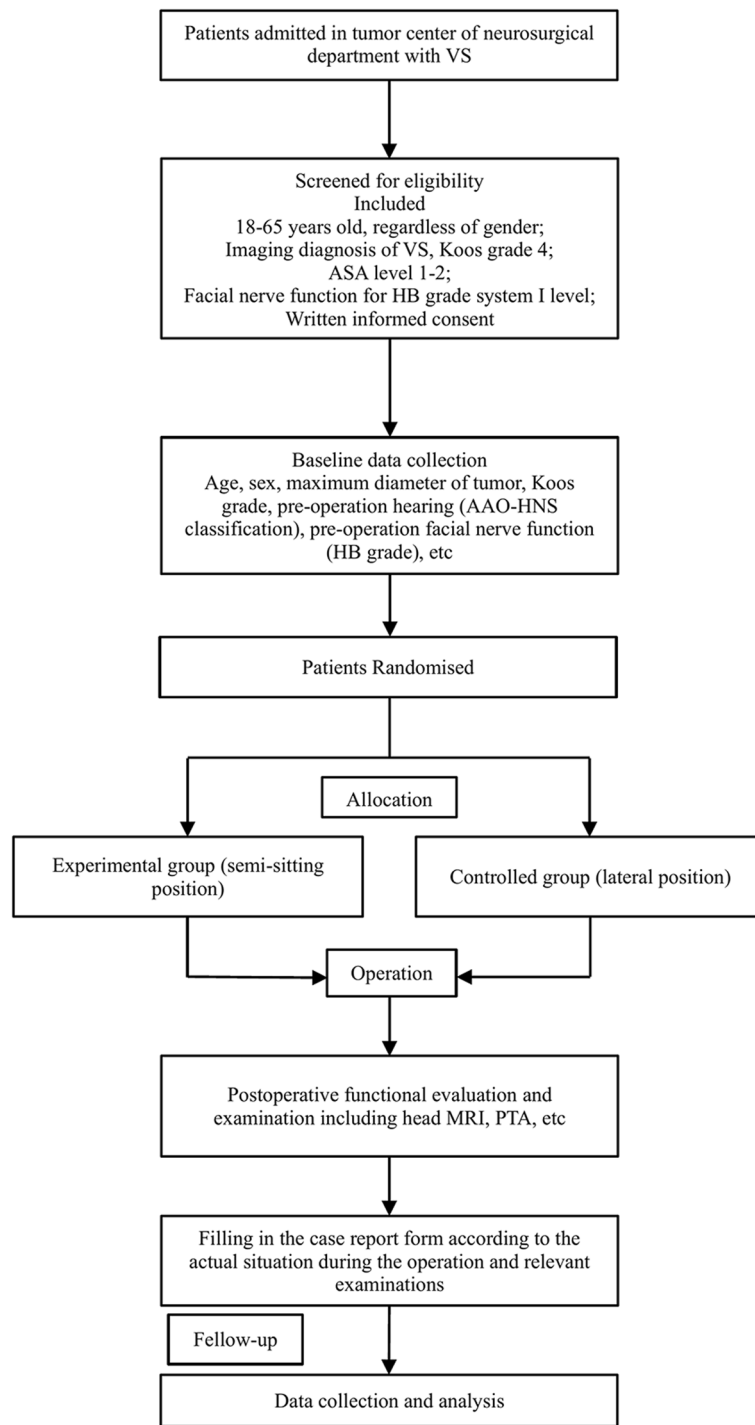 Patients admitted in tumor center of neurosurgical
department with VS
Screened for eligibility
Included
18-65 years old, regardless of gender;
Imaging diagnosis of VS, Koos grade 4;
ASA level 1-2;
Facial nerve function for HB grade system I level;
Written informed consent
Baseline data collection
Age, sex, maximum diameter of tumor, Koos
grade, pre-operation hearing (AAO-HNS
classification), pre-operation facial nerve function
(HB grade), etc
Patients Randomised
Allocation
Experimental group (semi-sitting
position)
Controlled group (lateral position)
Operation
Postoperative functional evaluation and
examination including head MRI, PTA, etc
Filling in the case report form according to the
actual situation during the operation and relevant
examinations
Fellow-up
Data collection and analysis